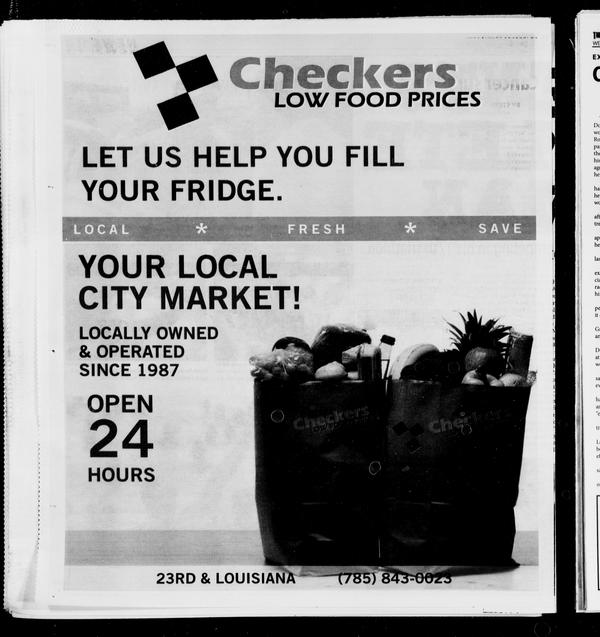 Checkers
LOW FOOD PRICES
LET US HELP YOU FILL
YOUR FRIDGE.
LOCAL * FRESH * SAVE
YOUR LOCAL
CITY MARKET!
LOCALLY OWNED
& OPERATED
SINCE 1987
OPEN
24
HOURS
Checkers
Checkers
23RD & LOUISIANA (785) 843-0023